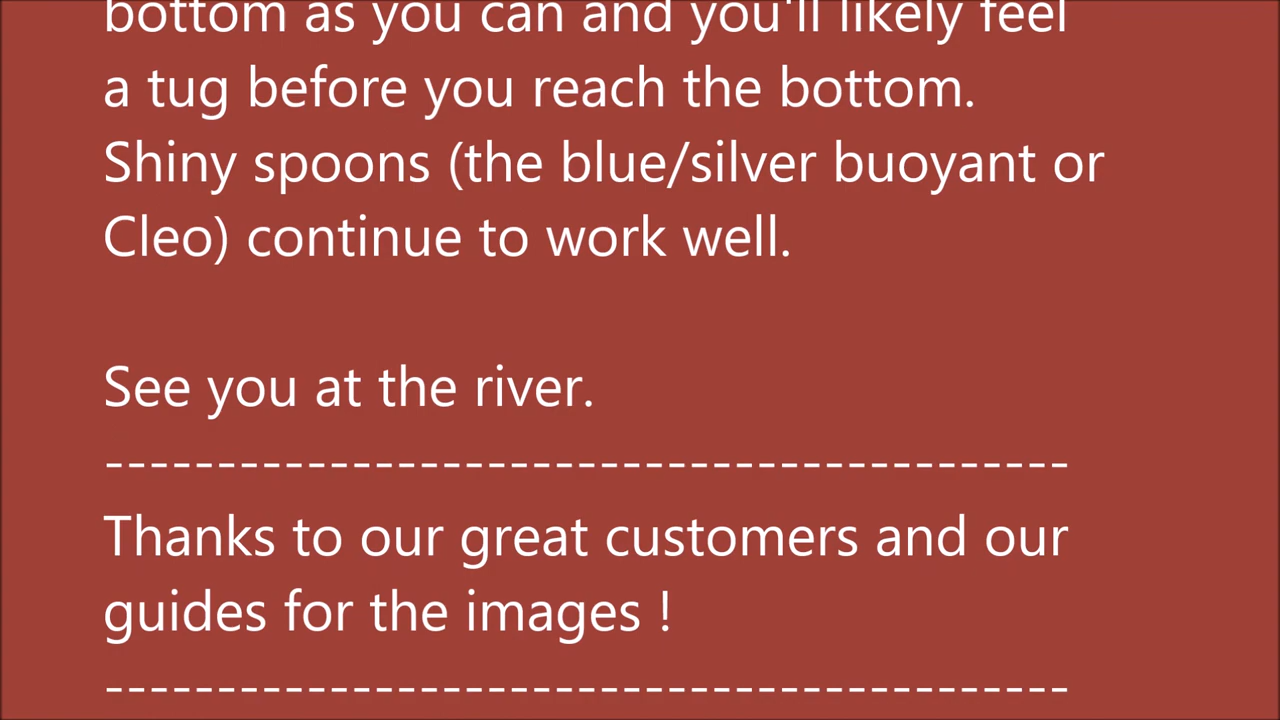 bottom as you can and you'll likely feel
a tug before you reach the bottom.
Shiny spoons (the blue/silver buoyant or
Cleo) continue to work well.
See you at the river.
-------------------------------------------
Thanks to our great customers and our
guides for the images !
-------------------------------------------